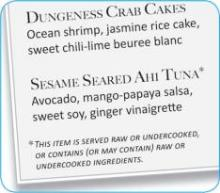 Dungeness Crab Cakes
Ocean shrimp, jasmine rice cake,
sweet chili-lime beuree blanc
Sesame Seared Ahi Tuna*
Avocado, mango-papaya salsa,
sweet soy, ginger vinaigrette
*This item is served raw or undercooked,
or contains (or may contain) raw or
undercooked ingredients.